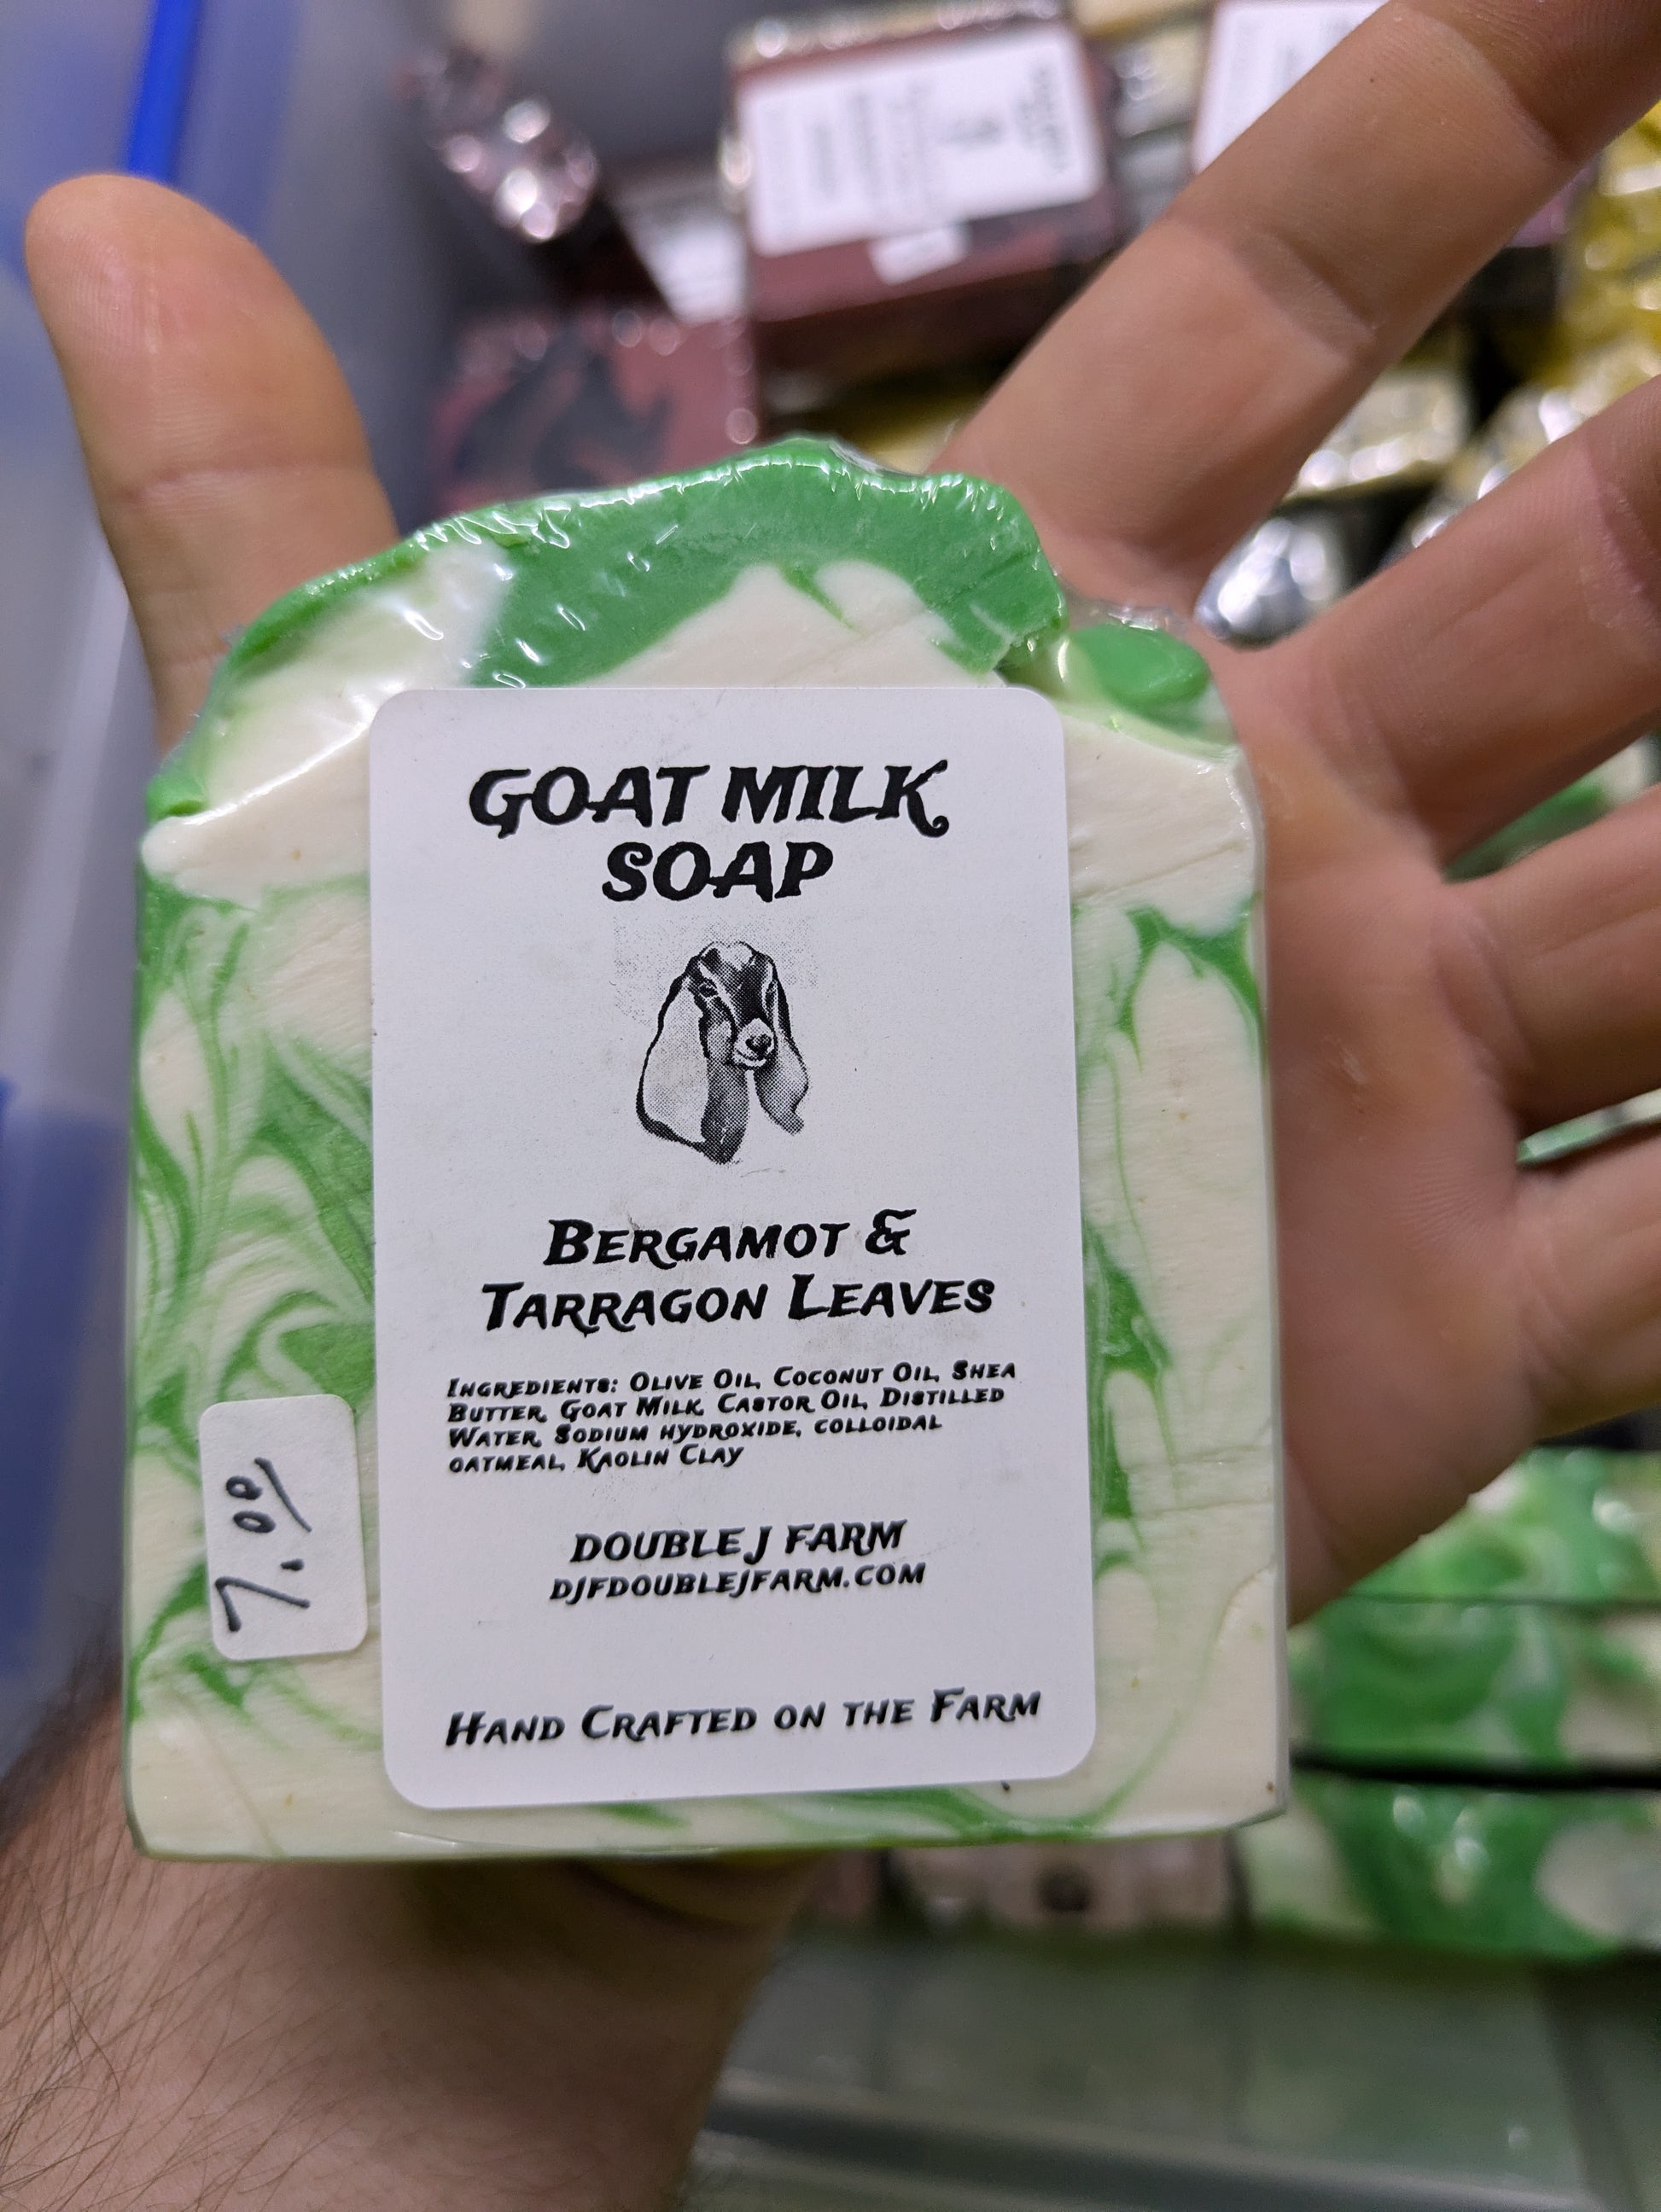 GOAT MILK
SOAP
BERGAMOT &
TARRAGON LEAVES
INGREDIENTS: OLIVE OIL, COCONUT OIL, SHEA
BUTTER, GOAT MILK, CASTOR OIL, DISTILLED
WATER, SODIUM HYDROXIDE, COLLOIDAL
OATMEAL, KAOLIN CLAY
DOUBLE J FARM
DJFDOUBLEJFARM.COM
HAND CRAFTED ON THE FARM
7.00